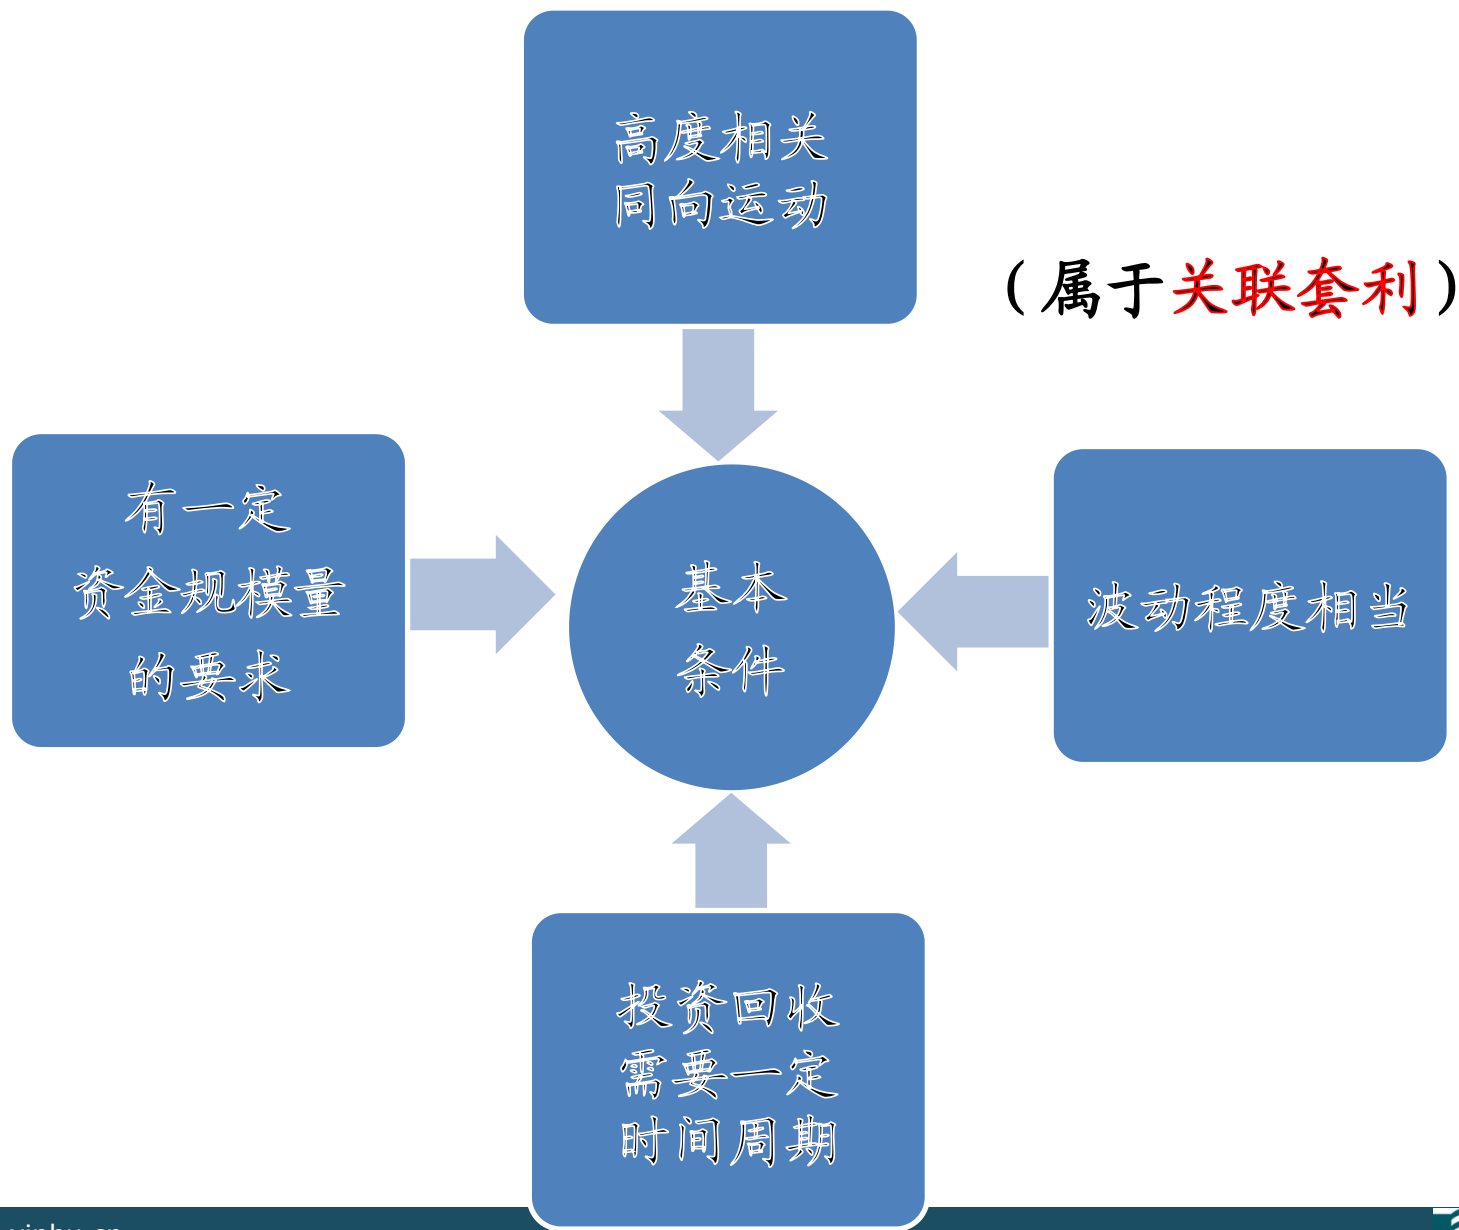 高度相关
同向运动
（属于关联套利）
有一定
资金规模量
的要求
基本
条件
波动程度相当
投资回收
需要一定
时间周期